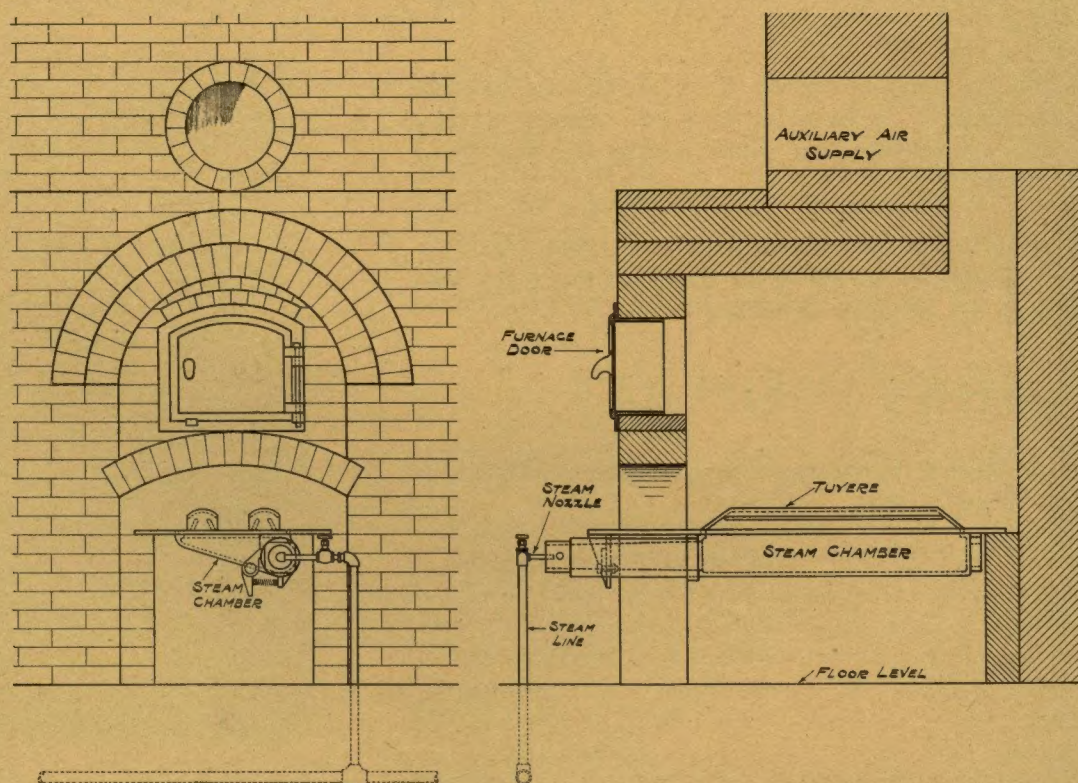 AUXILIARY AIR
SUPPLY
FURNACE
DOOR
STEAM
NOZZLE
TUYERE
STEAM CHAMBER
STEAM
CHAMBER
STEAM
LINE
FLOOR LEVEL